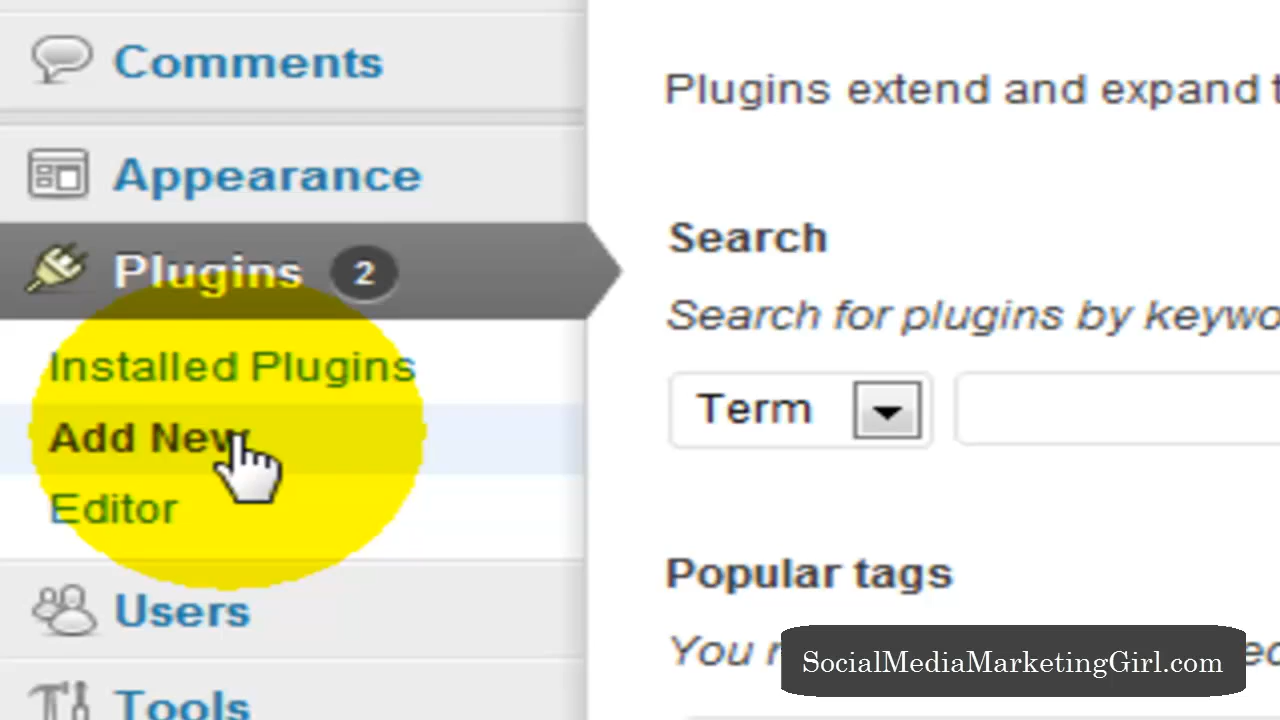 Comments
Appearance
Plugins 2
Installed Plugins
Add New
Editor
Users
Tools
Plugins extend and expand
Search
Search for plugins by
Term
Popular tags
You
SocialMediaMarketingGirl.com